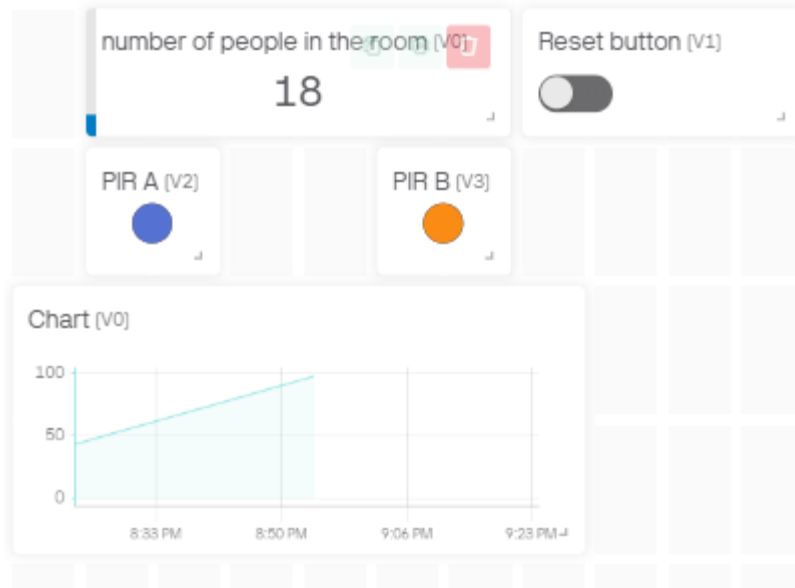 number of people in the room [V0]
18
Reset button [V1]
PIR A [V2]
PIR B [V3]
Chart [V0]
100
50
0
8:33 PM
8:50 PM
9:06 PM
9:23 PM